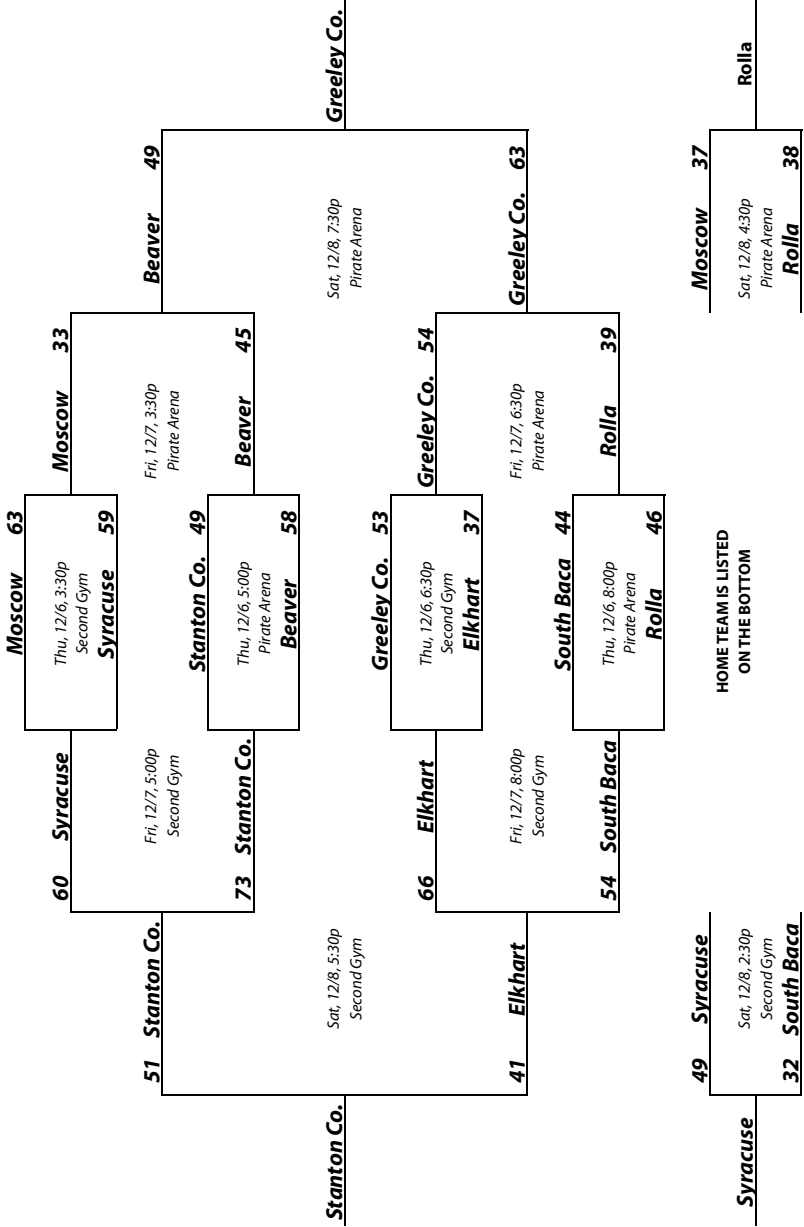 Moscow 63
60 Syracuse
Thu, 12/6, 3:30p
Second Gym
Moscow 33
Syracuse 59
51 Stanton Co.
Fri, 12/7, 5:00p
Second Gym
Fri, 12/7, 3:30p
Pirate Arena
Beaver 49
Stanton Co. 49
73 Stanton Co.
Thu, 12/6, 5:00p
Pirate Arena
Beaver 45
Beaver 58
Stanton Co.
Sat, 12/8, 5:30p
Second Gym
Sat, 12/8, 7:30p
Pirate Arena
Greeley Co.
Greeley Co. 53
66 Elkhart
Thu, 12/6, 6:30p
Second Gym
Greeley Co. 54
Elkhart 37
41 Elkhart
Fri, 12/7, 8:00p
Second Gym
Fri, 12/7, 6:30p
Pirate Arena
Greeley Co. 63
South Baca 44
54 South Baca
Thu, 12/6, 8:00p
Pirate Arena
Rolla 39
Rolla 46
49 Syracuse
Moscow 37
Syracuse
Sat, 12/8, 2:30p
Second Gym
HOME TEAM IS LISTED
ON THE BOTTOM
Sat, 12/8, 4:30p
Pirate Arena
Rolla
32 South Baca
Rolla 38